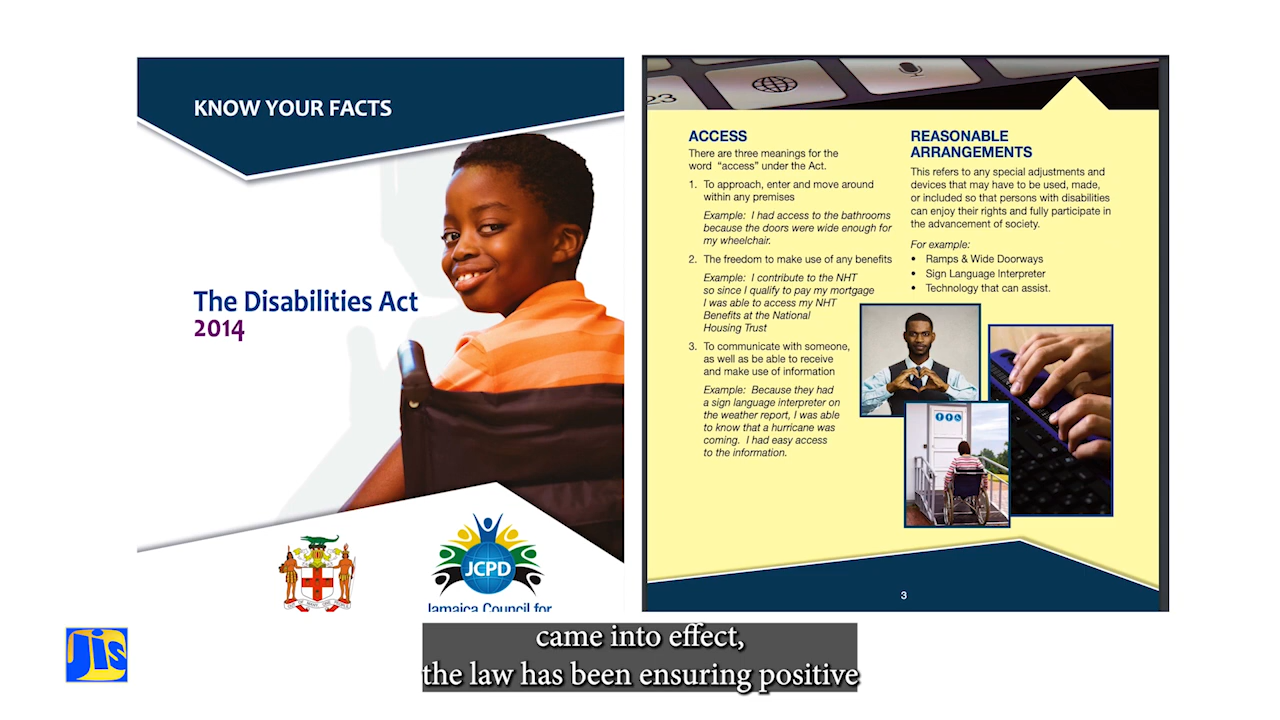 KNOW YOUR FACTS
The Disabilities Act
2014
JCPD
Jamaica Council for
23
ACCESS
There are three meanings for the
word “access” under the Act.
1. To approach, enter and move around
within any premises
Example: I had access to the bathrooms
because the doors were wide enough for
my wheelchair.
2. The freedom to make use of any benefits
Example: I contribute to the NHT
so since I qualify to pay my mortgage
I was able to access my NHT
Benefits at the National
Housing Trust
3. To communicate with someone,
as well as be able to receive
and make use of information
Example: Because they had
a sign language interpreter on
the weather report, I was able
to know that a hurricane was
coming. I had easy access
to the information.
REASONABLE
ARRANGEMENTS
This refers to any special adjustments and
devices that may have to be used, made,
or included so that persons with disabilities
can enjoy their rights and fully participate in
the advancement of society.
For example:
• Ramps & Wide Doorways
• Sign Language Interpreter
• Technology that can assist.
3
Jis
came into effect,
the law has been ensuring positive